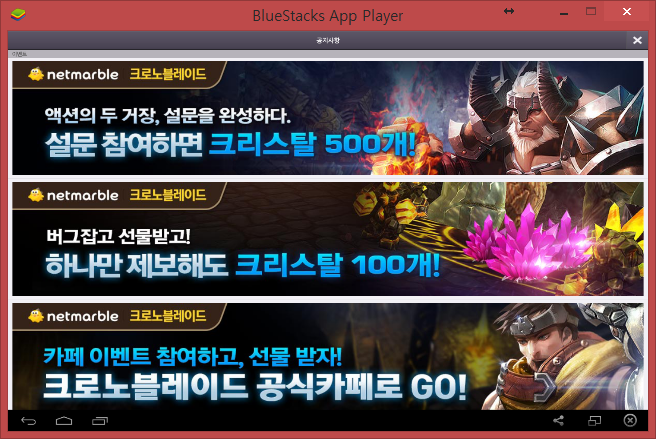 BlueStacks App Player
공지사항
이벤트
netmarble 크로노블레이드
액션의 두 거장, 설문을 완성하다.
설문 참여하면 크리스탈 500개!
netmarble 크로노블레이드
버그잡고 선물받고!
하나만 제보해도 크리스탈 100개!
netmarble 크로노블레이드
카페 이벤트 참여하고, 선물 받자!
크로노블레이드 공식카페로 GO!